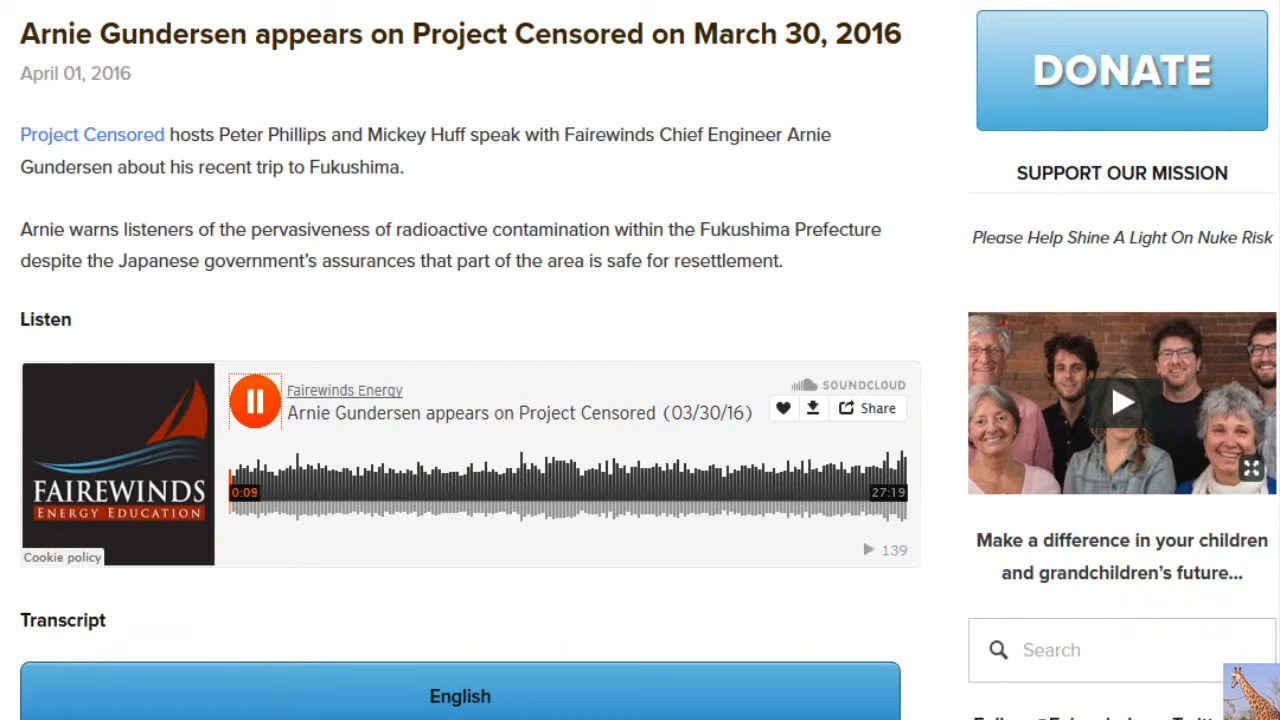 Arnie Gundersen appears on Project Censored on March 30, 2016
April 01, 2016
Project Censored hosts Peter Phillips and Mickey Huff speak with Fairewinds Chief Engineer Arnie
Gundersen about his recent trip to Fukushima.
Arnie warns listeners of the pervasiveness of radioactive contamination within the Fukushima Prefecture
despite the Japanese government's assurances that part of the area is safe for resettlement.
Listen
FAIREWINDS
ENERGY EDUCATION
Cookie policy
Fairewinds Energy
Arnie Gundersen appears on Project Censored (03/30/16)
SOUNDCLOUD
Share
0:09
27:19
139
Transcript
English
DONATE
SUPPORT OUR MISSION
Please Help Shine A Light On Nuke Risk
Make a difference in your children
and grandchildren's future...
Search